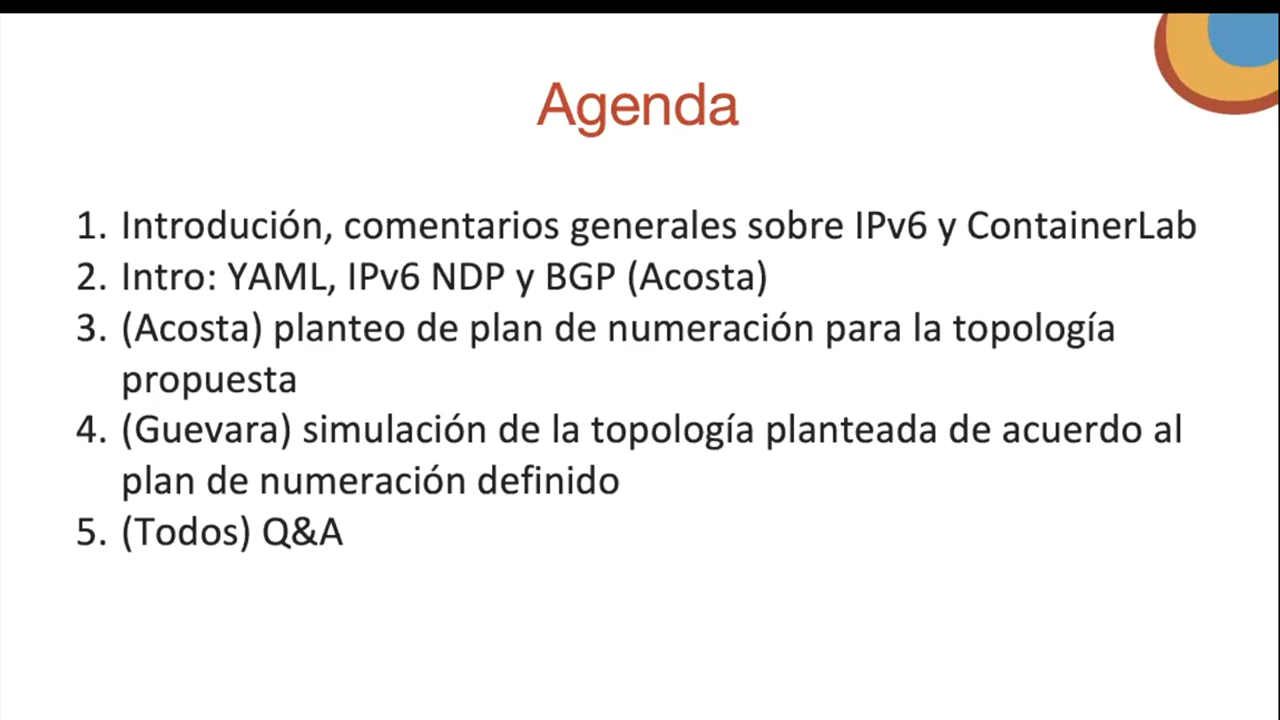 Agenda
1. Introdución, comentarios generales sobre IPv6 y ContainerLab
2. Intro: YAML, IPv6 NDP y BGP (Acosta)
3. (Acosta) planteo de plan de numeración para la topología
propuesta
4. (Guevara) simulación de la topología planteada de acuerdo al
plan de numeración definido
5. (Todos) Q&A